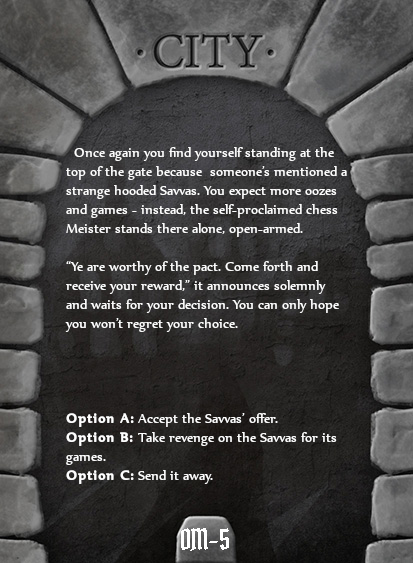 · CITY ·
Once again you find yourself standing at the
top of the gate because someone's mentioned a
strange hooded Savvas. You expect more oozes
and games – instead, the self-proclaimed chess
Meister stands there alone, open-armed.
“Ye are worthy of the pact. Come forth and
receive your reward,” it announces solemnly
and waits for your decision. You can only hope
you won't regret your choice.
Option A: Accept the Savvas' offer.
Option B: Take revenge on the Savvas for its
games.
Option C: Send it away.
OM-5